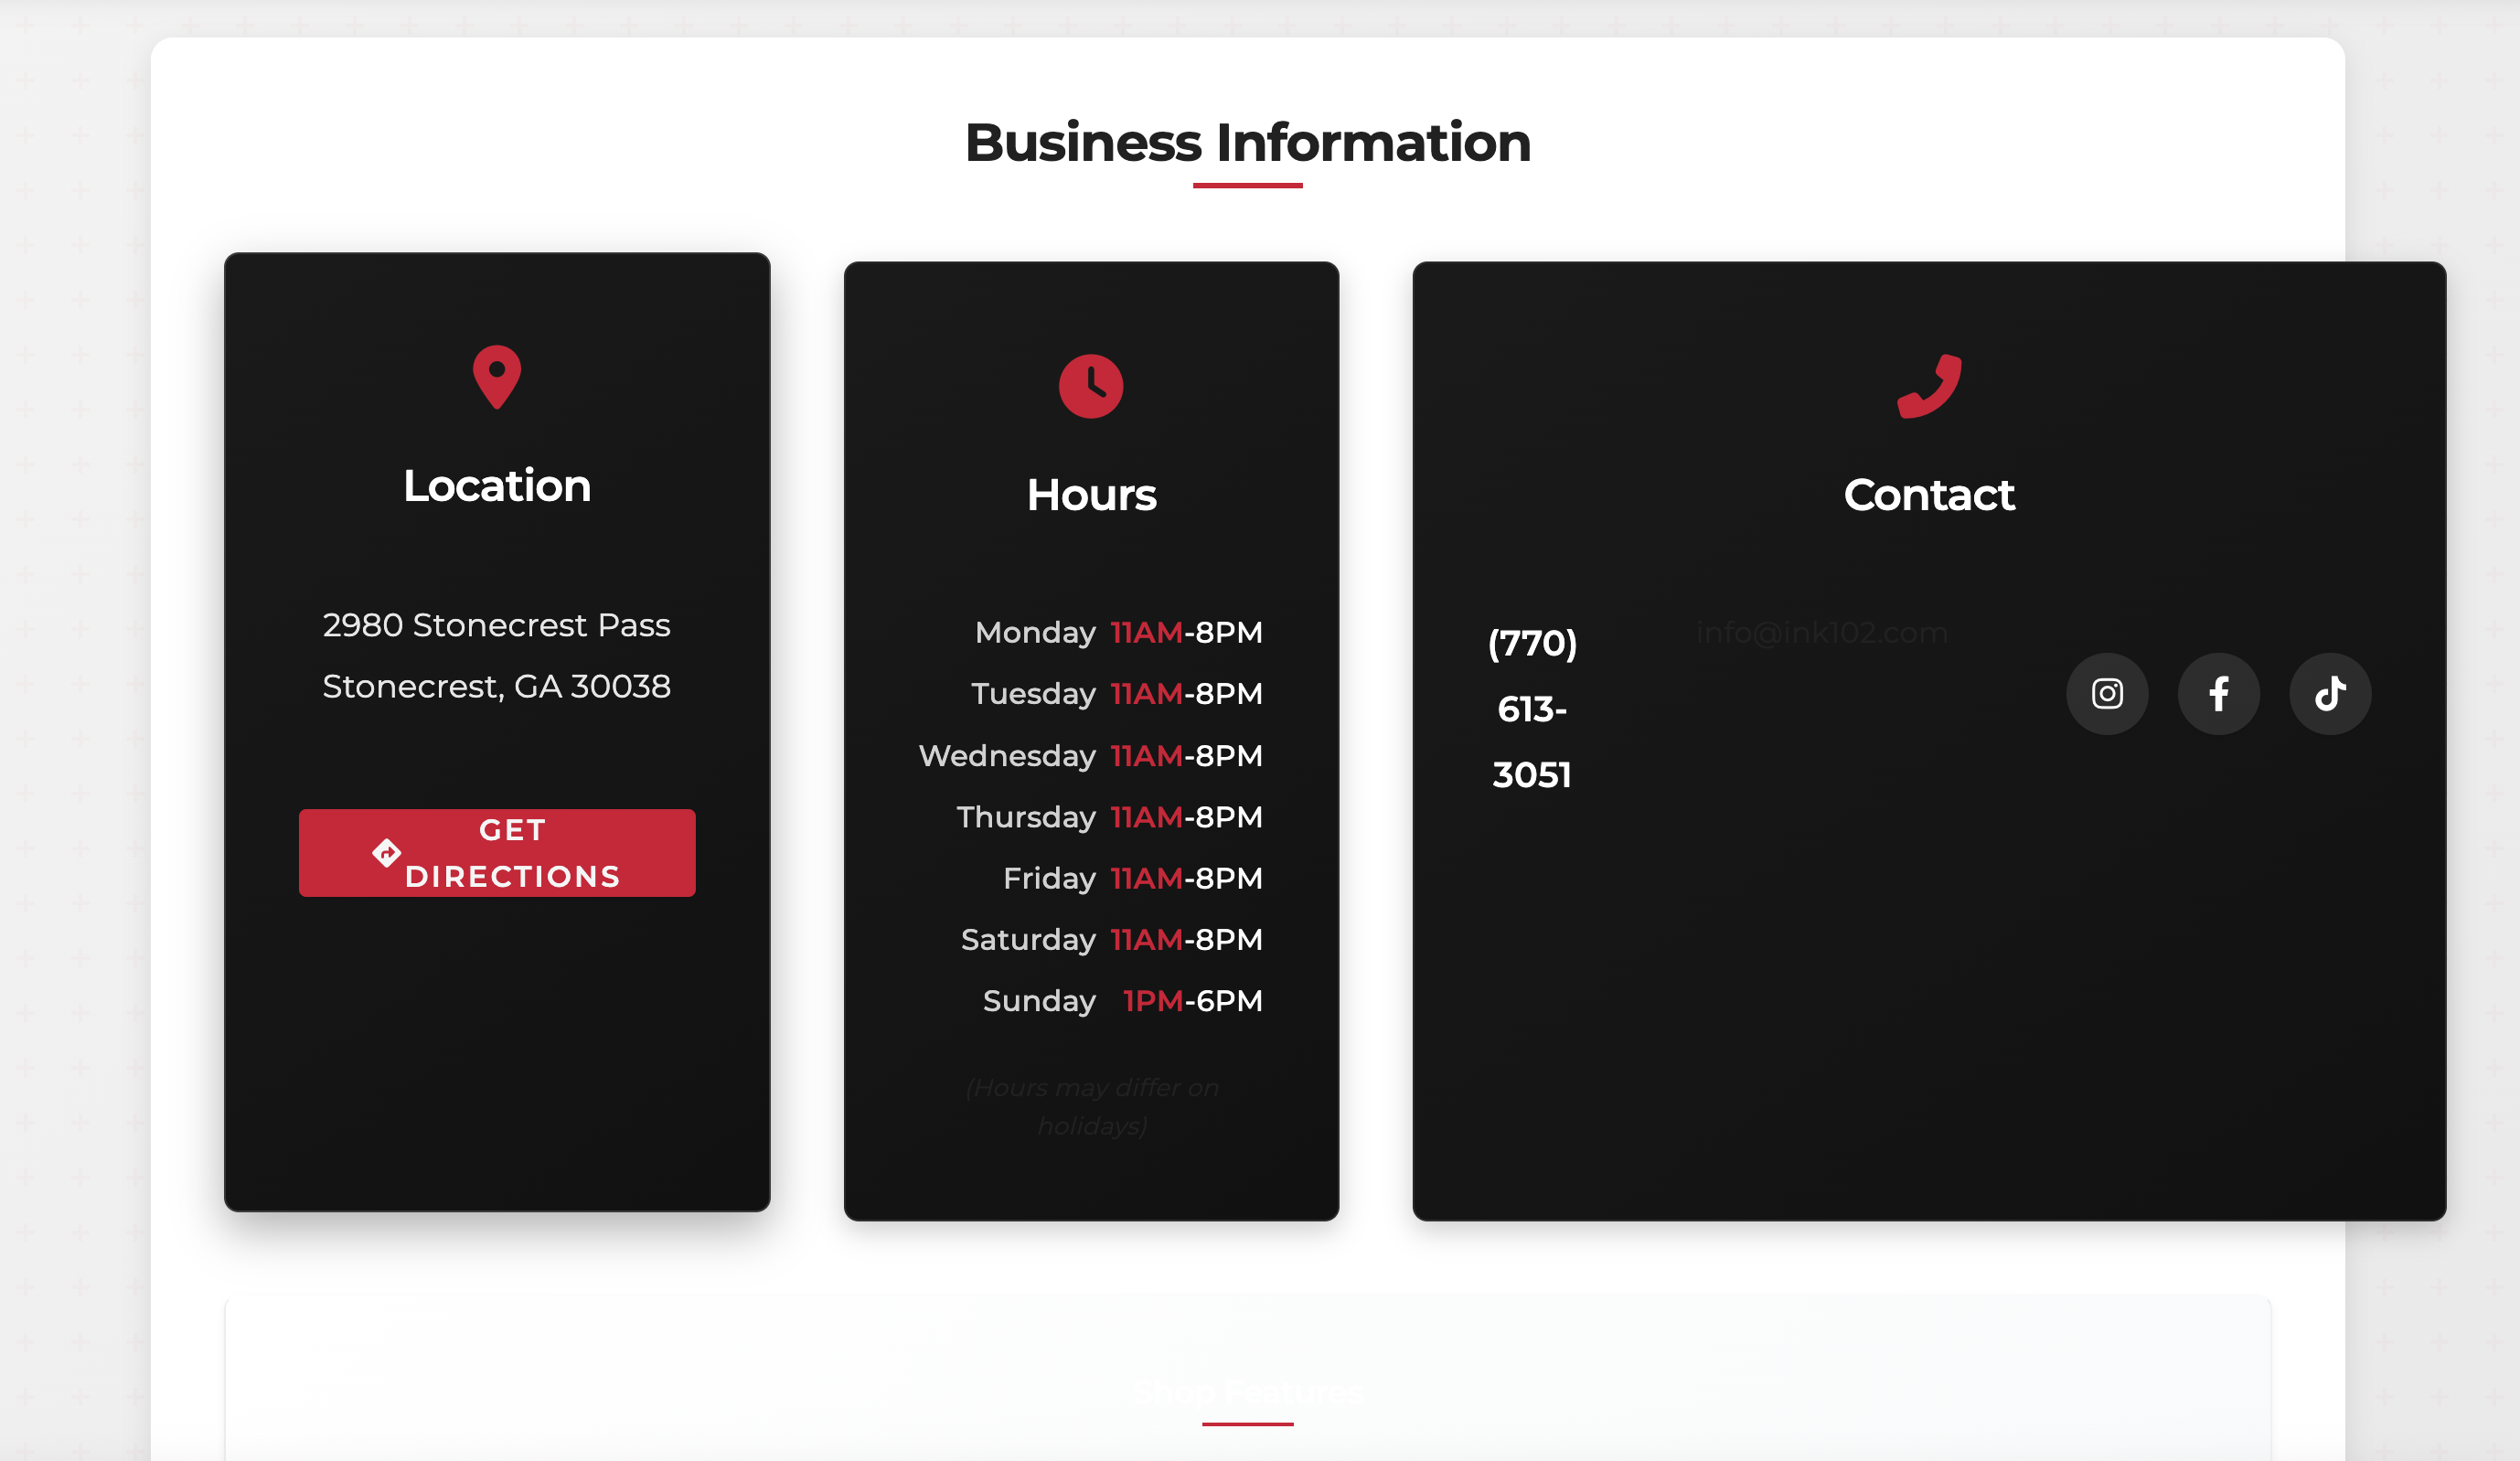 Business Information
Location
2980 Stonecrest Pass
Stonecrest, GA 30038
GET
DIRECTIONS
Hours
Monday 11AM-8PM
Tuesday 11AM-8PM
Wednesday 11AM-8PM
Thursday 11AM-8PM
Friday 11AM-8PM
Saturday 11AM-8PM
Sunday 1PM-6PM
(Hours may differ on
holidays)
Contact
(770)
613-
3051
info@ink102.com
Shop Features